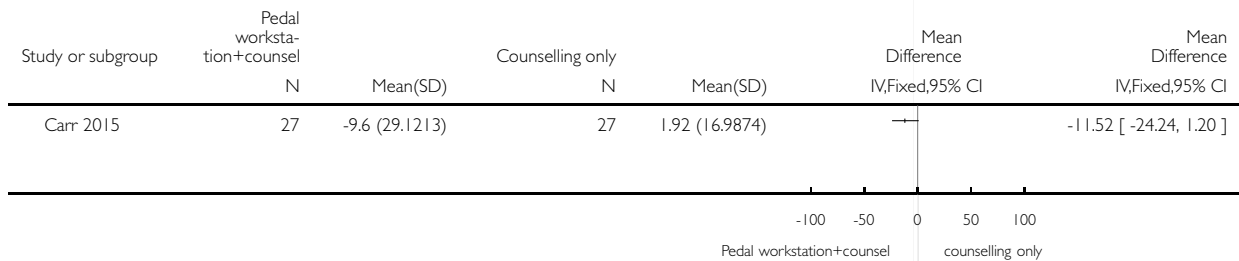 Study or subgroup
Pedal
worksta-
tion+counsel
Counselling only
Mean
Difference
Mean
Difference
N
Mean(SD)
N
Mean(SD)
IV,Fixed,95% CI
IV,Fixed,95% CI
Carr 2015 27 -9.6 (29.1213) 27 1.92 (16.9874) -11.52 [ -24.24, 1.20 ]
-100 -50 0 50 100
Pedal workstation+counsel counselling only